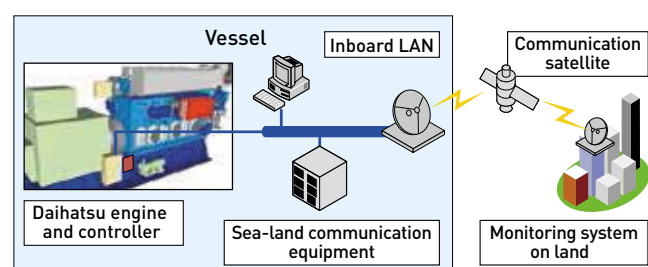 Vessel
Inboard LAN
Communication
satellite
Daihatsu engine
and controller
Sea-land communication
equipment
Monitoring system
on land